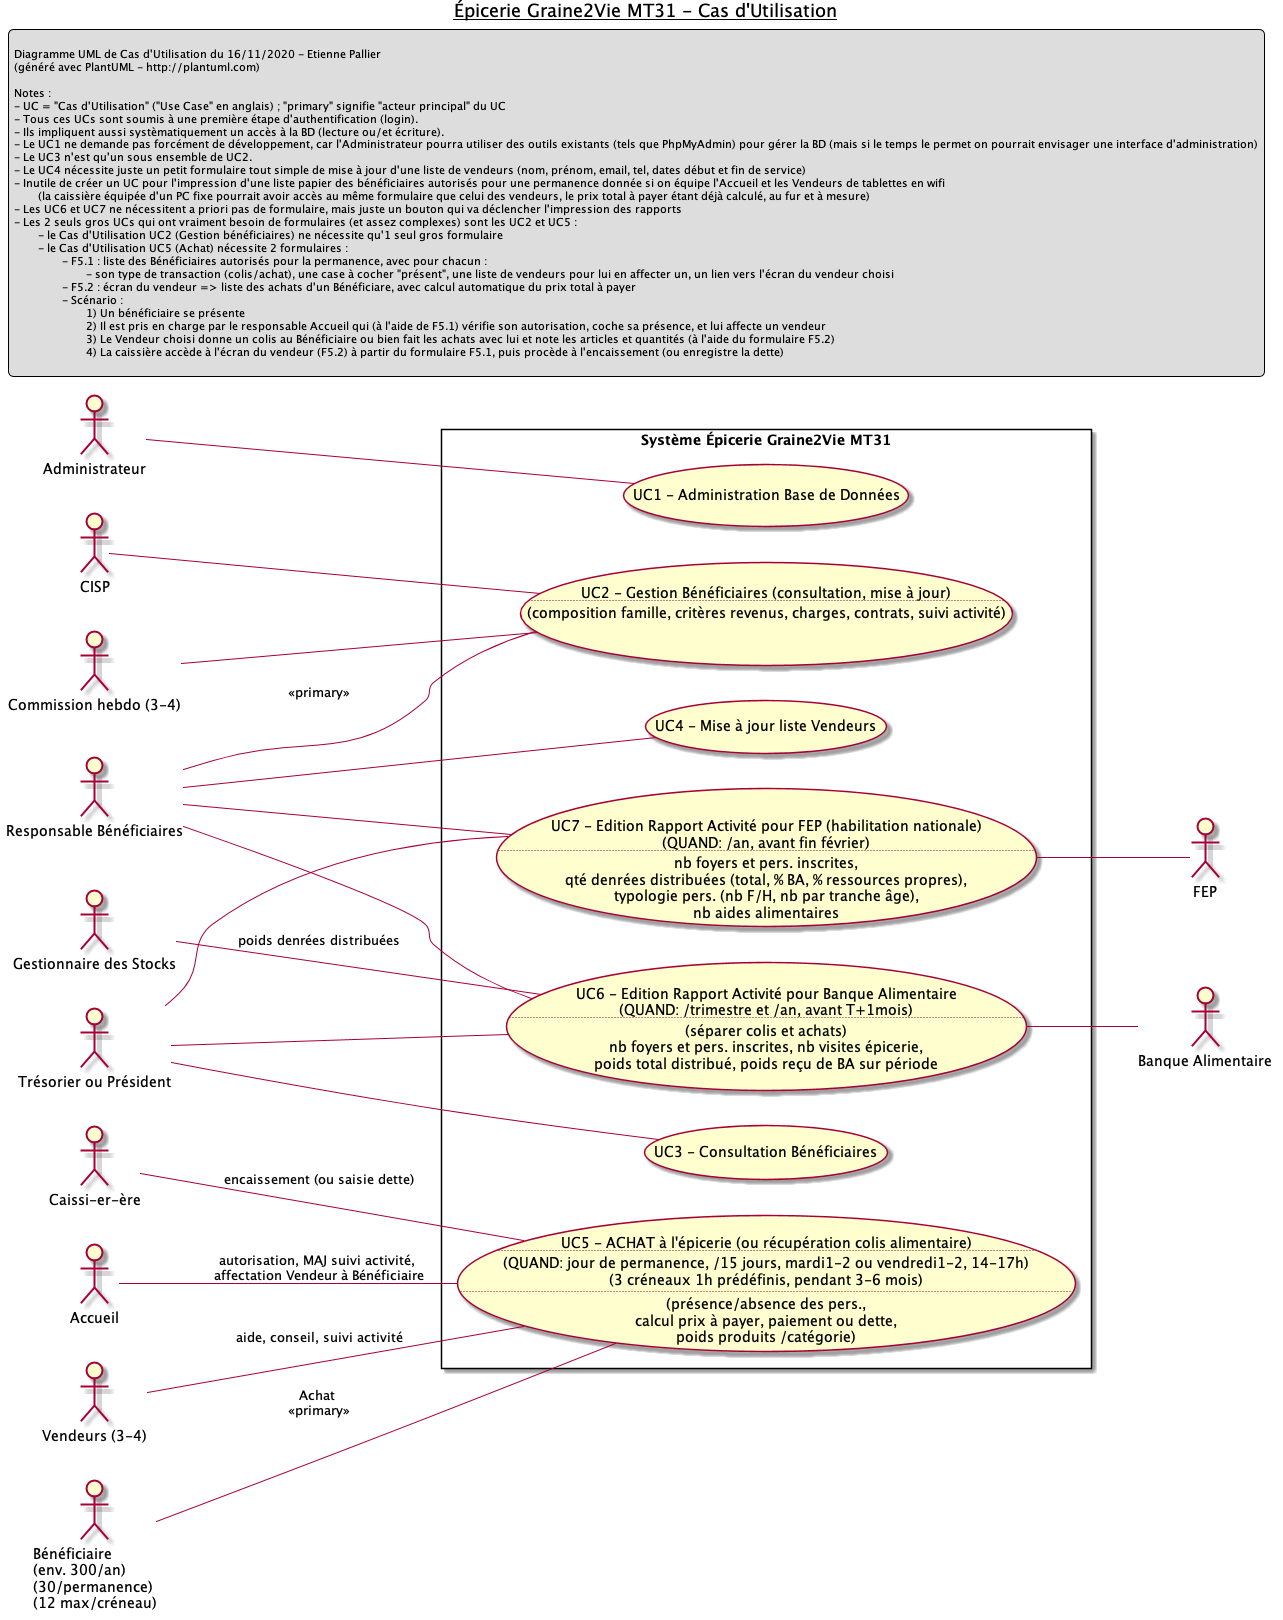 Épicerie Graine2Vie MT31 – Cas d'Utilisation
Diagramme UML de Cas d'Utilisation du 16/11/2020 – Etienne Pallier
(généré avec PlantUML – http://plantuml.com)
Notes :
– UC = "Cas d'Utilisation" ("Use Case" en anglais) ; "primary" signifie "acteur principal" du UC
– Tous ces UCs sont soumis à une première étape d'authentification (login).
– Ils impliquent aussi systèmatiquement un accès à la BD (lecture ou/et écriture).
– Le UC1 ne demande pas forcément de développement, car l'Administrateur pourra utiliser des outils existants (tels que PhpMyAdmin) pour gérer la BD (mais si le temps le permet on pourrait envisager une interface d'administration)
– Le UC3 n'est qu'un sous ensemble de UC2.
– Le UC4 nécessite juste un petit formulaire tout simple de mise à jour d'une liste de vendeurs (nom, prénom, email, tel, dates début et fin de service)
– Inutile de créer un UC pour l'impression d'une liste papier des bénéficiaires autorisés pour une permanence donnée si on équipe l'Accueil et les Vendeurs de tablettes en wifi
(la caissière équipée d'un PC fixe pourrait avoir accès au même formulaire que celui des vendeurs, le prix total à payer étant déjà calculé, au fur et à mesure)
– Les UC6 et UC7 ne nécessitent a priori pas de formulaire, mais juste un bouton qui va déclencher l'impression des rapports
– Les 2 seuls gros UCs qui ont vraiment besoin de formulaires (et assez complexes) sont les UC2 et UC5 :
– le Cas d'Utilisation UC2 (Gestion bénéficiaires) ne nécessite qu'1 seul gros formulaire
– le Cas d'Utilisation UC5 (Achat) nécessite 2 formulaires :
– F5.1 : liste des Bénéficiaires autorisés pour la permanence, avec pour chacun :
– son type de transaction (colis/achat), une case à cocher "présent", une liste de vendeurs pour lui en affecter un, un lien vers l'écran du vendeur choisi
– F5.2 : écran du vendeur => liste des achats d'un Bénéficiare, avec calcul automatique du prix total à payer
– Scénario :
1) Un bénéficiaire se présente
2) Il est pris en charge par le responsable Accueil qui (à l'aide de F5.1) vérifie son autorisation, coche sa présence, et lui affecte un vendeur
3) Le Vendeur choisi donne un colis au Bénéficiaire ou bien fait les achats avec lui et note les articles et quantités (à l'aide du formulaire F5.2)
4) La caissière accède à l'écran du vendeur (F5.2) à partir du formulaire F5.1, puis procède à l'encaissement (ou enregistre la dette)
Système Épicerie Graine2Vie MT31
Administrateur
UC1 – Administration Base de Données
CISP
UC2 – Gestion Bénéficiaires (consultation, mise à jour)
(composition famille, critères revenus, charges, contrats, suivi activité)
Commission hebdo (3–4)
«primary»
UC4 – Mise à jour liste Vendeurs
Responsable Bénéficiaires
UC7 – Edition Rapport Activité pour FEP (habilitation nationale)
(QUAND: /an, avant fin février)
nb foyers et pers. inscrites,
qté denrées distribuées (total, % BA, % ressources propres),
typologie pers. (nb F/H, nb par tranche âge),
nb aides alimentaires
FEP
Gestionnaire des Stocks
poids denrées distribuées
UC6 – Edition Rapport Activité pour Banque Alimentaire
(QUAND: /trimestre et /an, avant T+1mois)
(séparer colis et achats)
nb foyers et pers. inscrites, nb visites épicerie,
poids total distribué, poids reçu de BA sur période
Banque Alimentaire
Trésorier ou Président
UC3 – Consultation Bénéficiaires
Caissi–er–ère
encaissement (ou saisie dette)
UC5 – ACHAT à l'épicerie (ou récupération colis alimentaire)
(QUAND: jour de permanence, /15 jours, mardi1–2 ou vendredi1–2, 14–17h)
(3 créneaux 1h prédéfinis, pendant 3–6 mois)
(présence/absence des pers.,
calcul prix à payer, paiement ou dette,
poids produits /catégorie)
autorisation, MAJ suivi activité,
affectation Vendeur à Bénéficiaire
Accueil
aide, conseil, suivi activité
Vendeurs (3–4)
Achat
«primary»
Bénéficiaire
(env. 300/an)
(30/permanence)
(12 max/créneau)